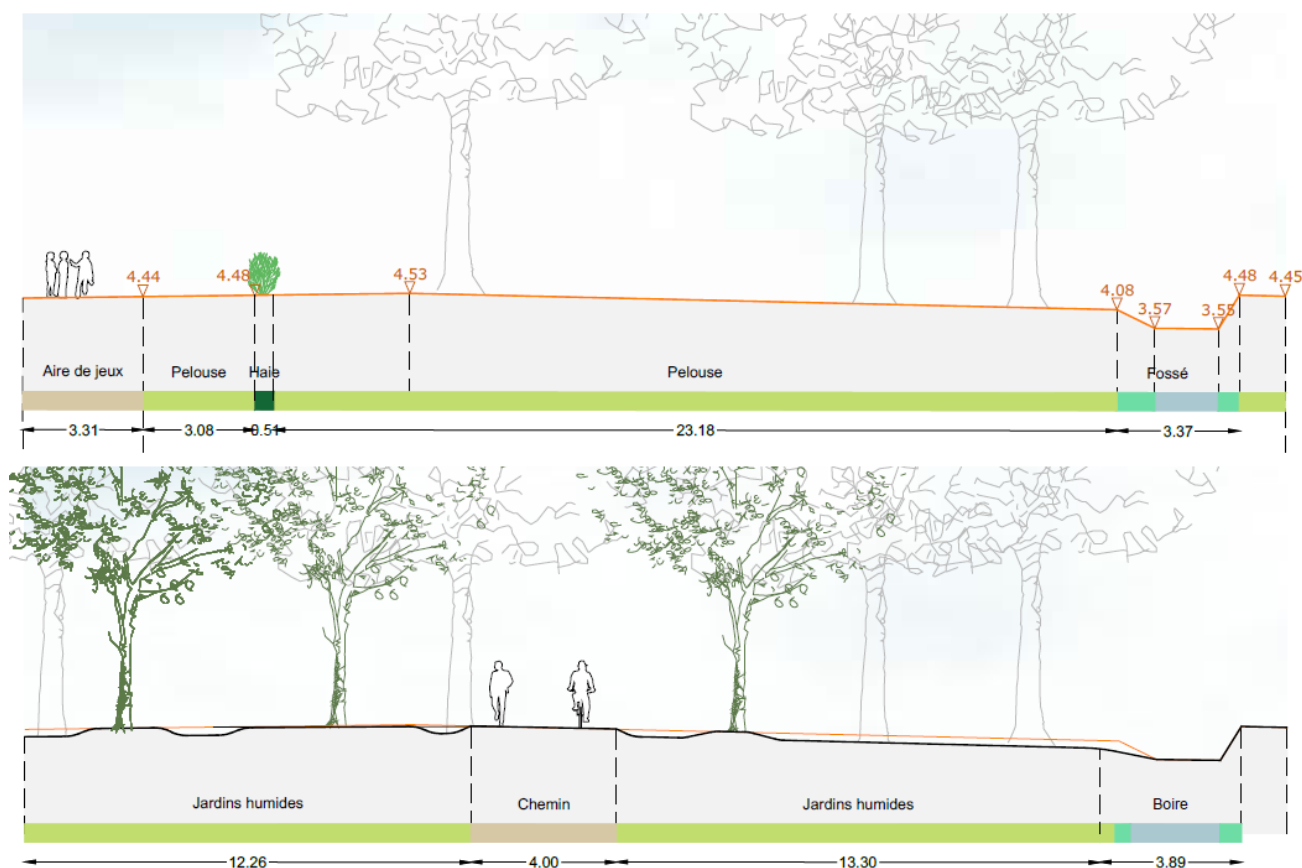 4.44
4.48
4.53
4.08
3.57
3.55
4.48
4.45
Aire de jeux
Pelouse
Haie
Pelouse
Fossé
3.31
3.08
0.51
23.18
3.37
Jardins humides
Chemin
Jardins humides
Boire
12.26
4.00
13.30
3.89